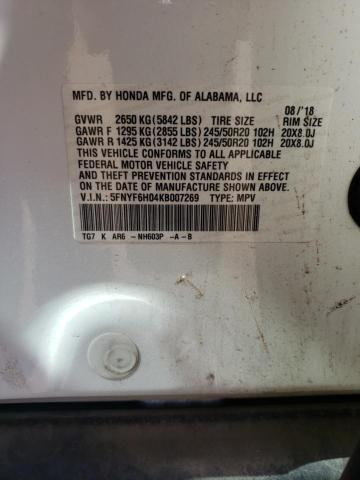 MFD. BY HONDA MFG. OF ALABAMA, LLC
08/'18
GVWR 2650 KG(5842 LBS) TIRE SIZE RIM SIZE
GAWR F 1295 KG(2855 LBS) 245/50R20 102H 20X8.0J
GAWR R 1425 KG(3142 LBS) 245/50R20 102H 20X8.0J
THIS VEHICLE CONFORMS TO ALL APPLICABLE
FEDERAL MOTOR VEHICLE SAFETY
AND THEFT PREVENTION STANDARDS IN
EFFECT ON THE DATE OF MANUFACTURE
SHOWN ABOVE.
V.I.N.: 5FNYF6H04KB007269 TYPE: MPV
TG7 K AR6 -NH603P -A-B